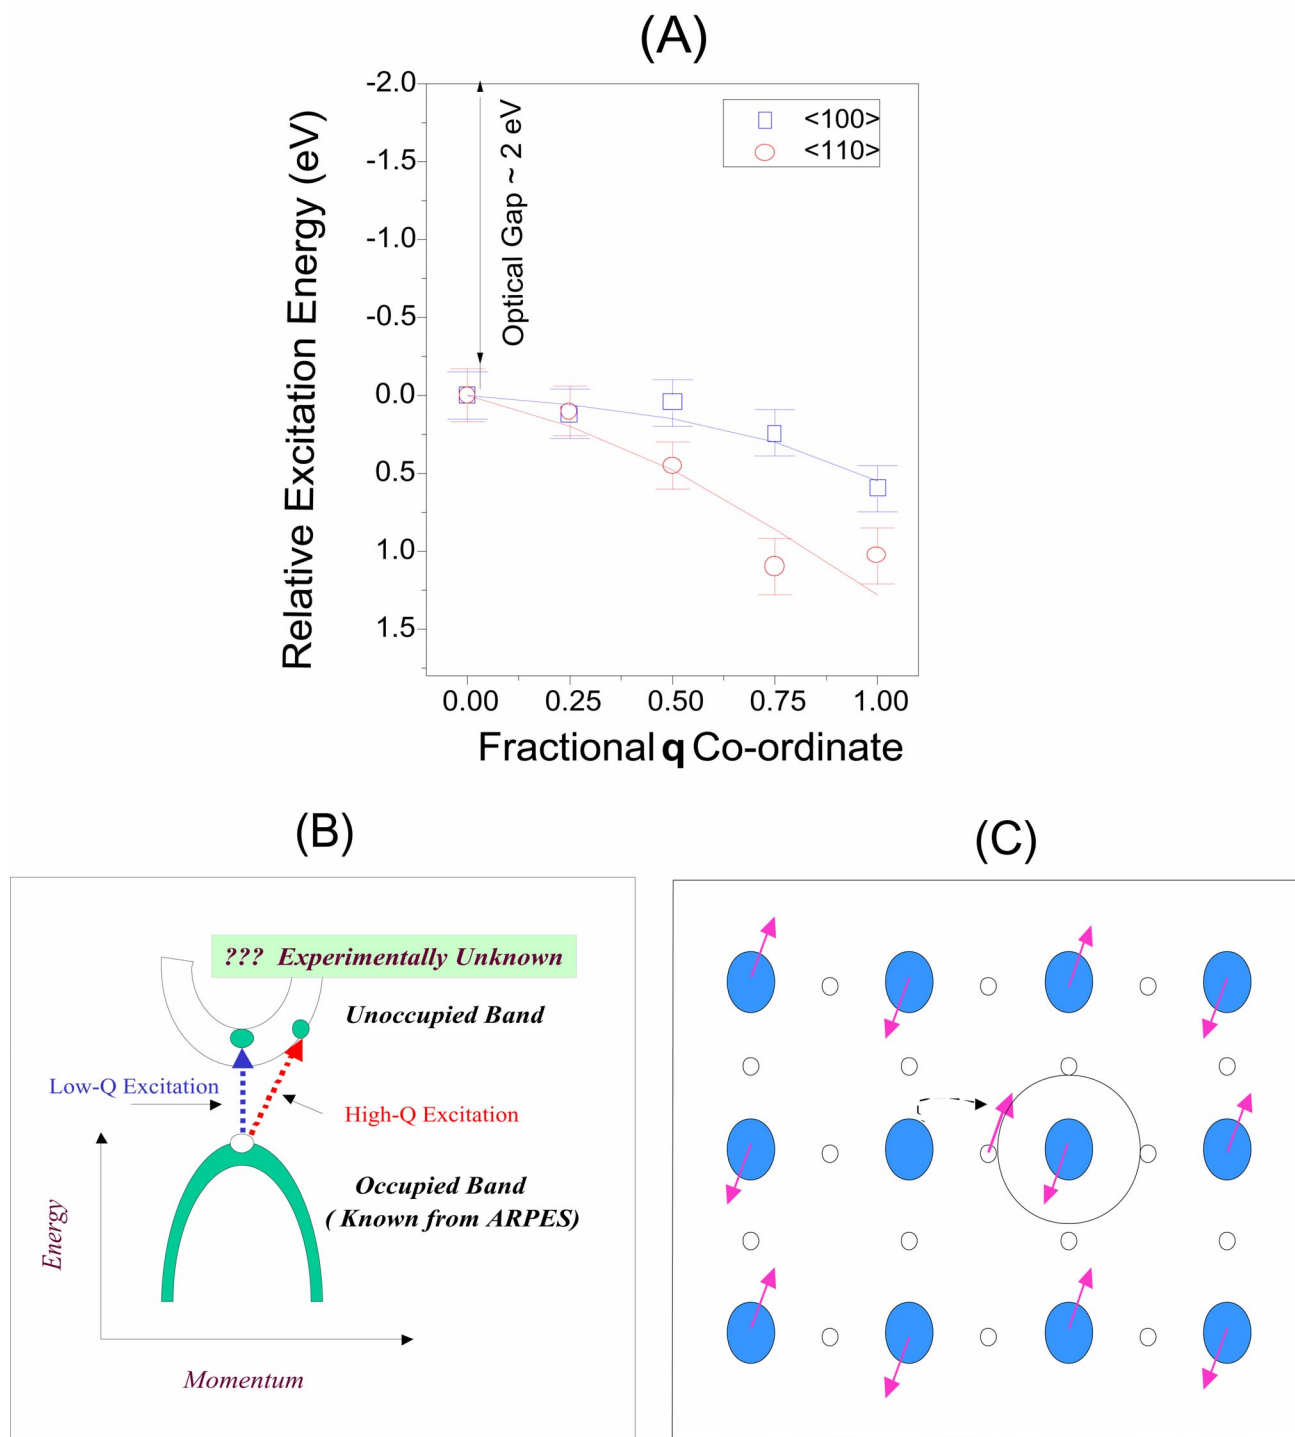 (A)
Relative Excitation Energy (eV)
-2.0
-1.5
-1.0
-0.5
0.0
0.5
1.0
1.5
Optical Gap ~ 2 eV
<100>
<110>
0.00 0.25 0.50 0.75 1.00
Fractional q Co-ordinate
(B)
??? Experimentally Unknown
Unoccupied Band
Low-Q Excitation
High-Q Excitation
Occupied Band
( Known from ARPES)
Energy
Momentum
(C)